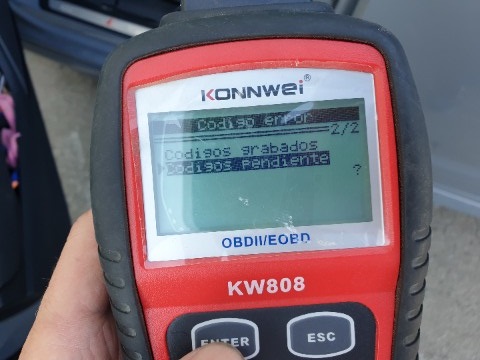 KONNWEI®
Codigo error
2/2
Codigos grabados
Codigos pendiente
?
OBDII/EOBD
KW808
ENTER
ESC